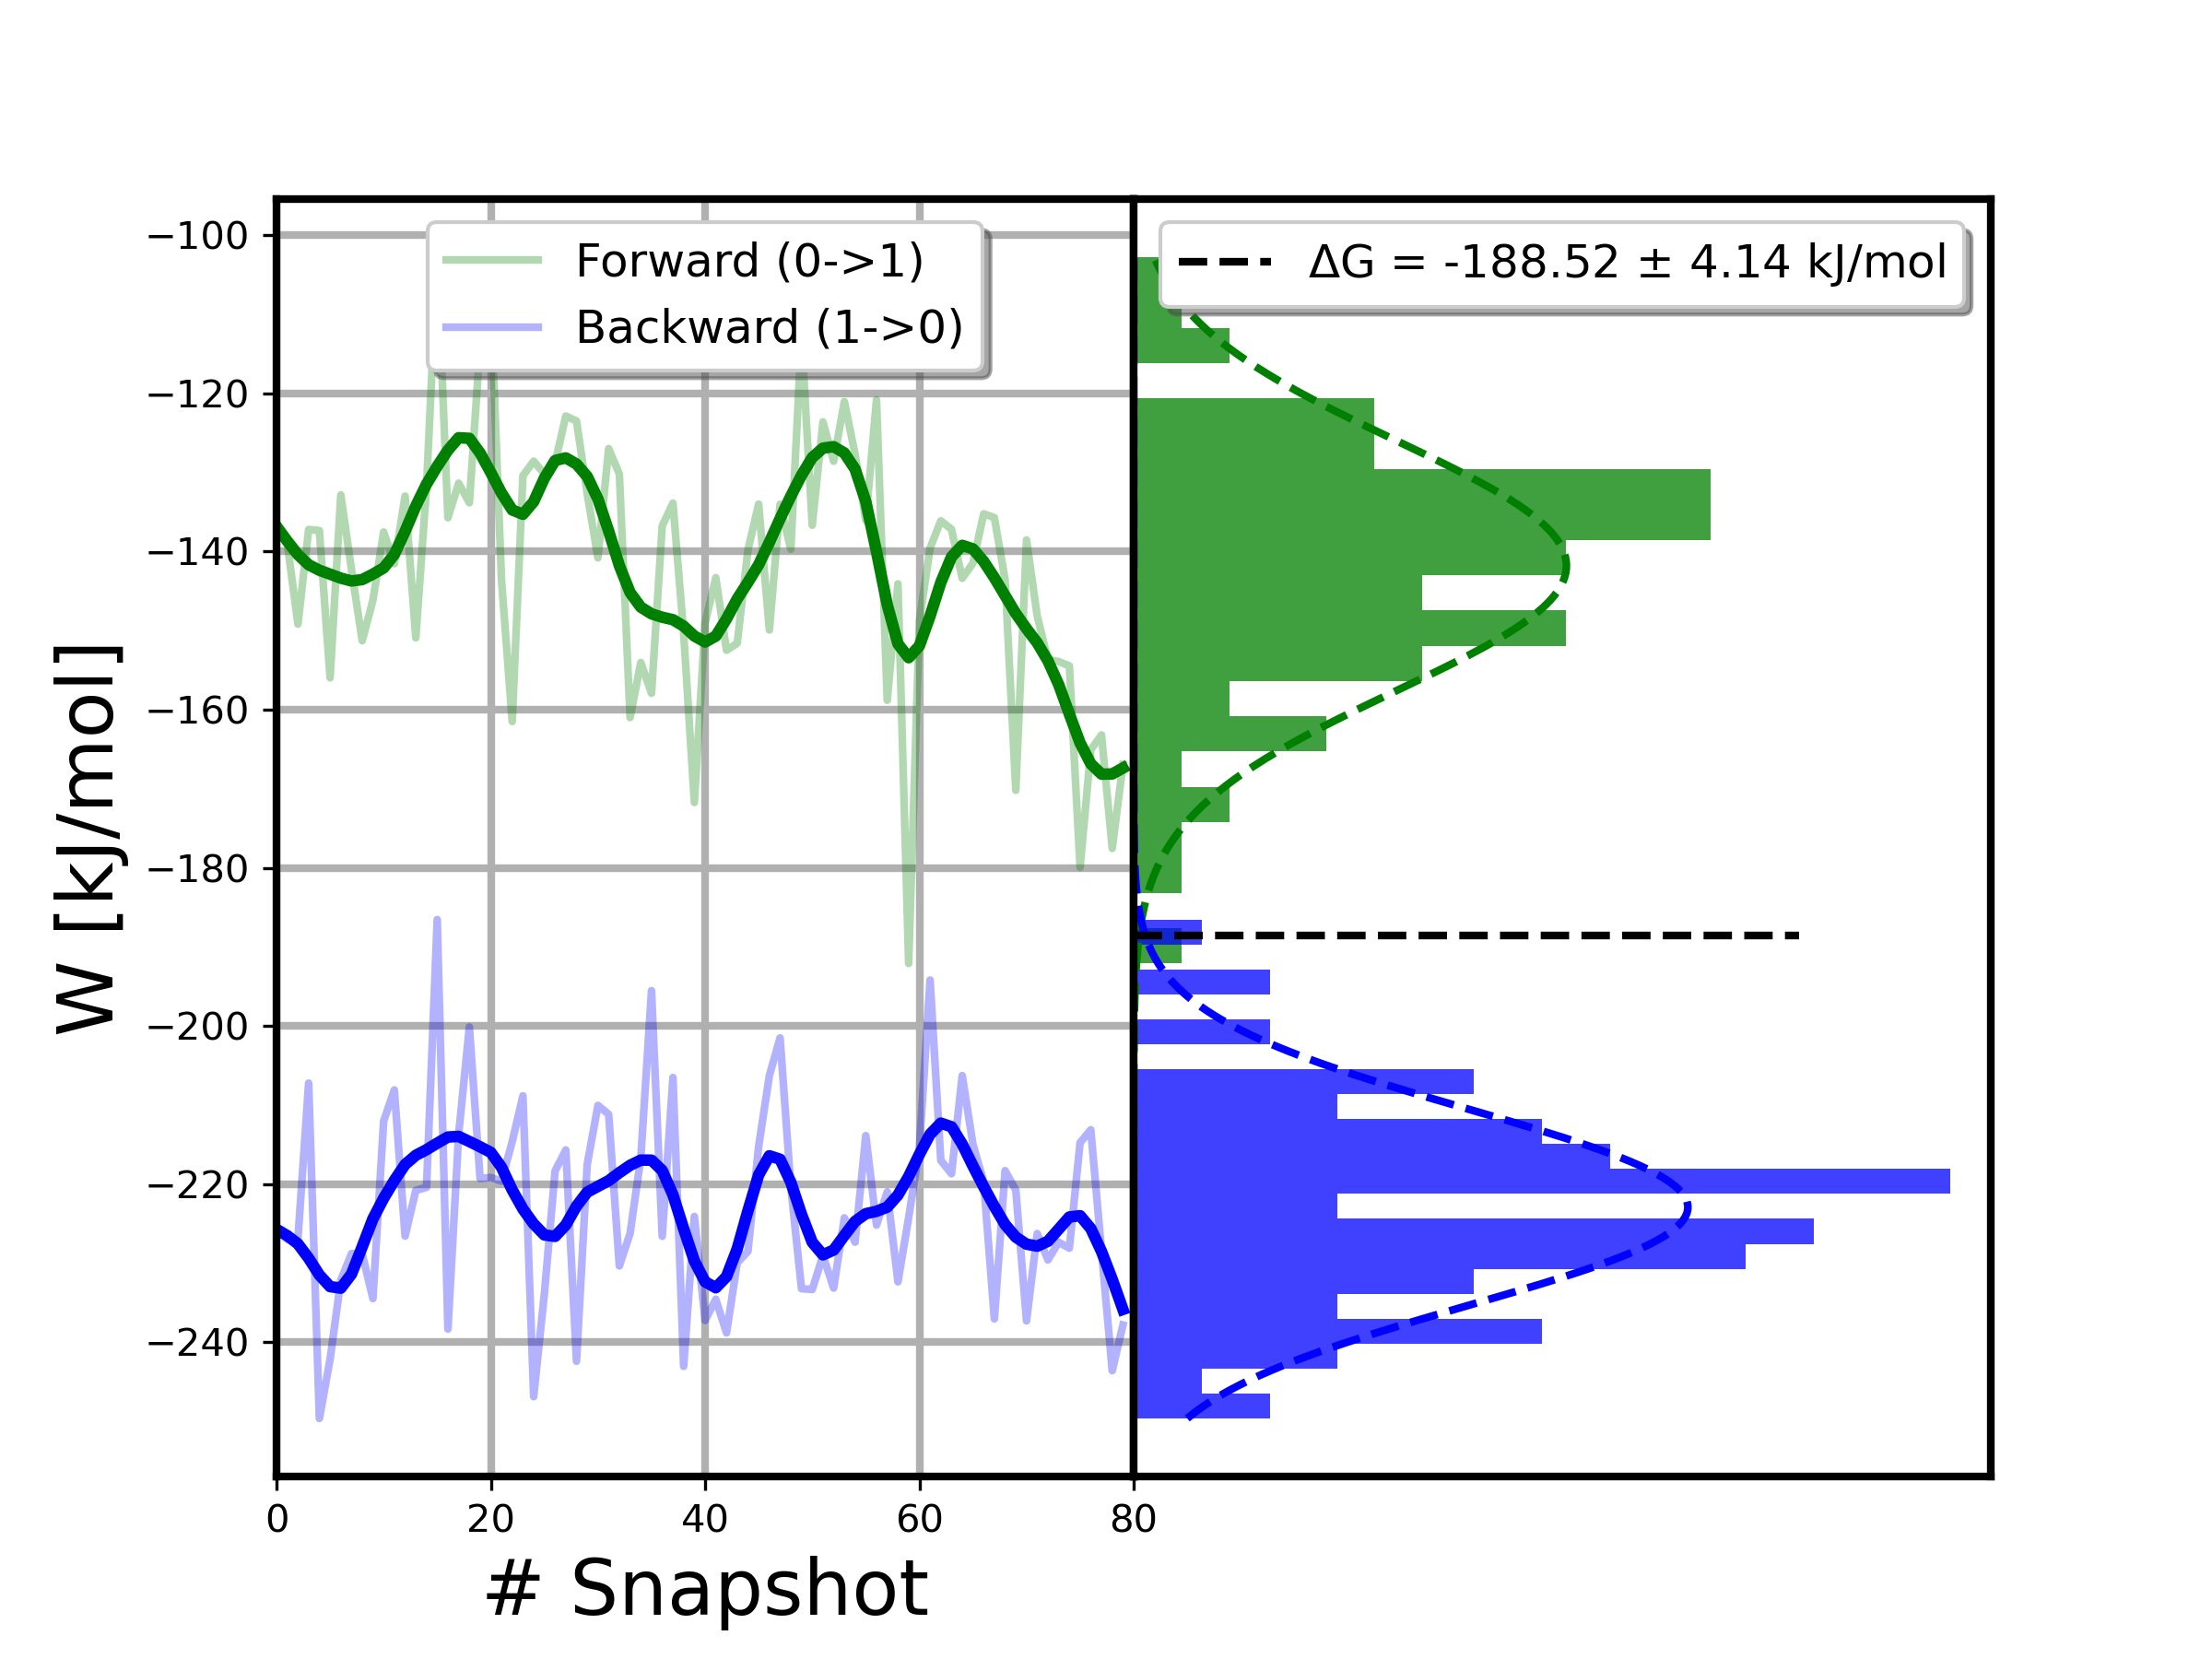 Forward (0->1)
Backward (1->0)
ΔG = -188.52 ± 4.14 kJ/mol
W [kJ/mol]
−100
−120
−140
−160
−180
−200
−220
−240
0 20 40 60 80
# Snapshot